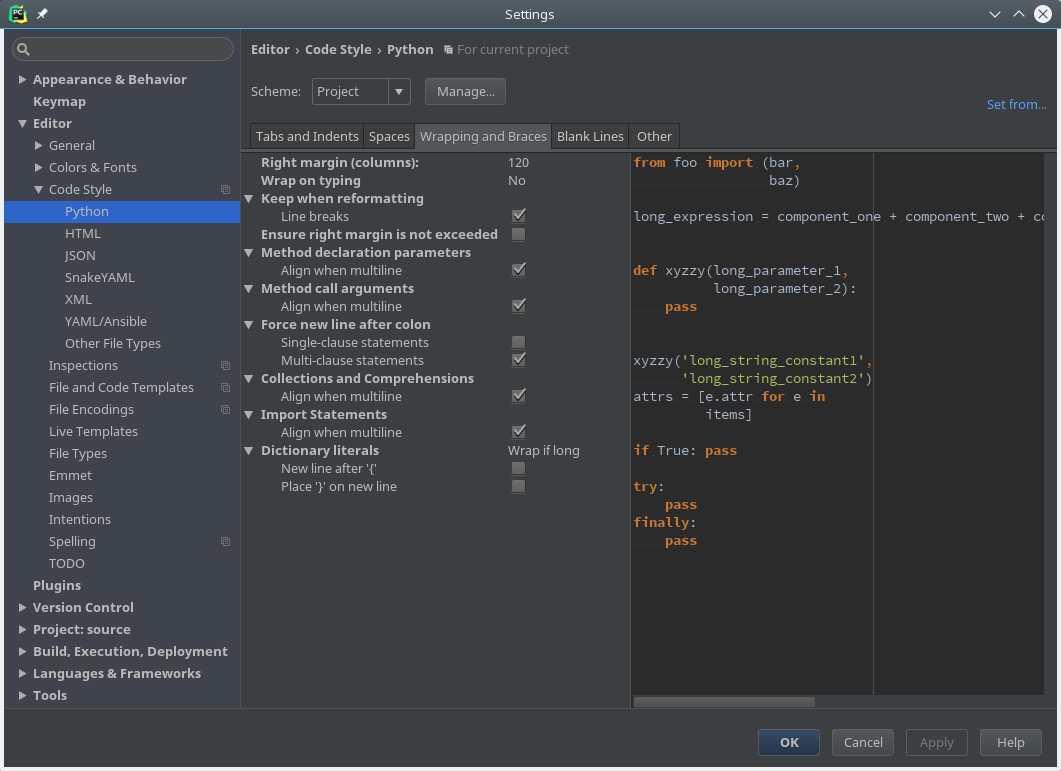 PC
Settings
Editor › Code Style › Python For current project
Scheme: Project Manage...
Set from...
Appearance & Behavior
Keymap
Editor
General
Colors & Fonts
Code Style
Python
HTML
JSON
SnakeYAML
XML
YAML/Ansible
Other File Types
Inspections
File and Code Templates
File Encodings
Live Templates
File Types
Emmet
Images
Intentions
Spelling
TODO
Plugins
Version Control
Project: source
Build, Execution, Deployment
Languages & Frameworks
Tools
Tabs and Indents Spaces Wrapping and Braces Blank Lines Other
Right margin (columns): 120
Wrap on typing No
Keep when reformatting
Line breaks
Ensure right margin is not exceeded
Method declaration parameters
Align when multiline
Method call arguments
Align when multiline
Force new line after colon
Single-clause statements
Multi-clause statements
Collections and Comprehensions
Align when multiline
Import Statements
Align when multiline
Dictionary literals Wrap if long
New line after '{'
Place '}' on new line
from foo import (bar,
baz)
long_expression = component_one + component_two + co
def xyzzy(long_parameter_1,
long_parameter_2):
pass
xyzzy('long_string_constant1',
'long_string_constant2')
attrs = [e.attr for e in
items]
if True: pass
try:
pass
finally:
pass
OK Cancel Apply Help